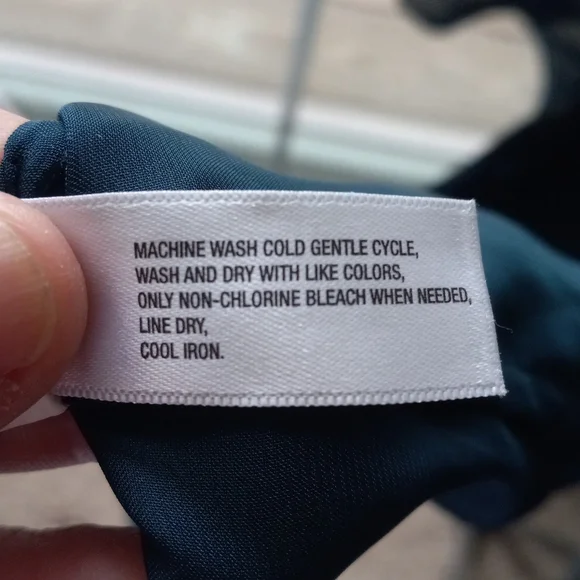 MACHINE WASH COLD GENTLE CYCLE,
WASH AND DRY WITH LIKE COLORS,
ONLY NON-CHLORINE BLEACH WHEN NEEDED,
LINE DRY,
COOL IRON.